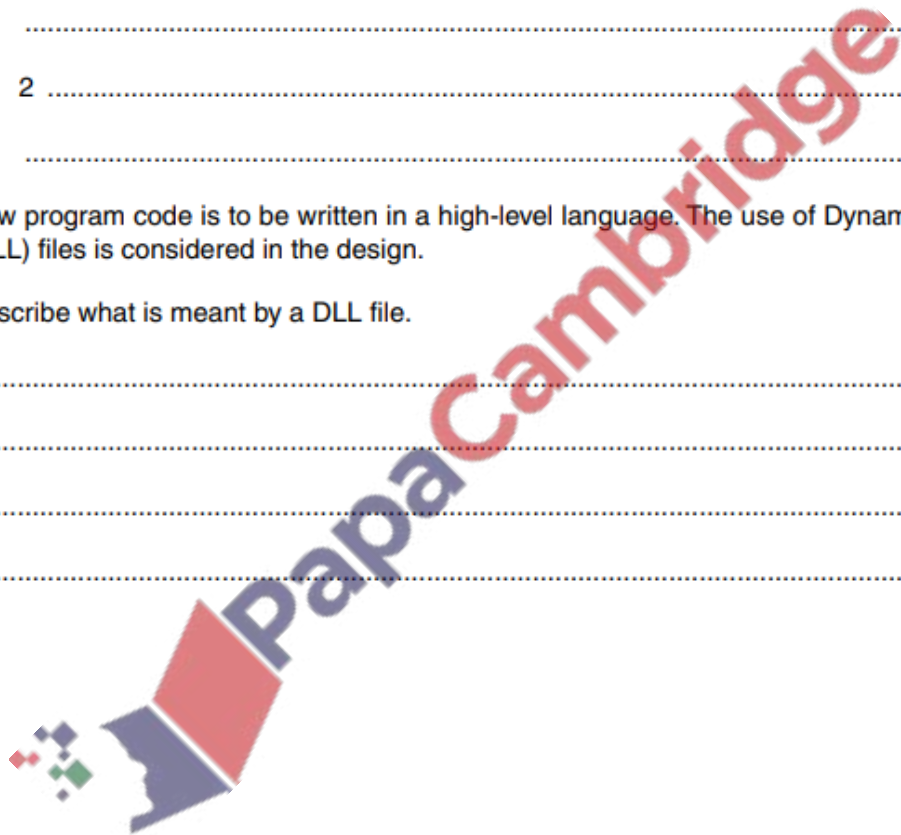 2
w program code is to be written in a high-level language. The use of Dynam
LL) files is considered in the design.
scribe what is meant by a DLL file.
PapaCambridge